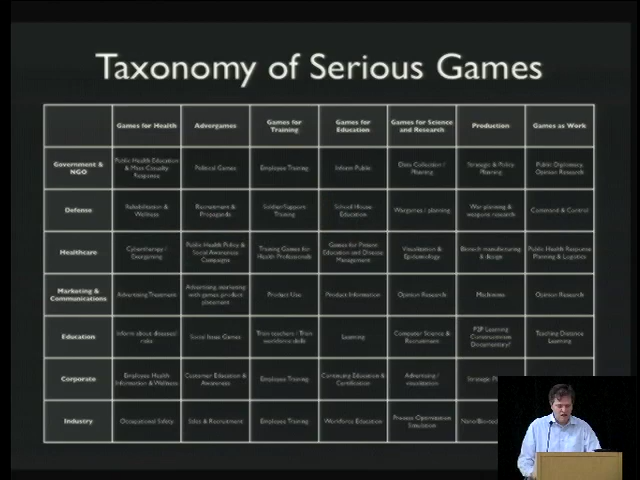 Taxonomy of Serious Games
Games for Health
Advergames
Games for
Training
Games for
Education
Games for Science
and Research
Production
Games as Work
Government &
NGO
Public Health Education
& Mass Casualty
Response
Political Games
Employee Training
Inform Public
Data Collection /
Planning
Strategic & Policy
Planning
Public Diplomacy,
Opinion Research
Defense
Rehabilitation &
Wellness
Recruitment &
Propaganda
Soldier/Support
Training
School House
Education
Wargames / planning
War planning &
weapons research
Command & Control
Healthcare
Cybertherapy /
Exergaming
Public Health Policy &
Social Awareness
Campaigns
Training Games for
Health Professionals
Games for Patient
Education and Disease
Management
Visualization &
Epidemiology
Biotech manufacturing
& design
Public Health Response
Planning & Logistics
Marketing &
Communications
Advertising Treatment
Advertising, marketing
with games, product
placement
Product Use
Product Information
Opinion Research
Machinima
Opinion Research
Education
Inform about diseases/
risks
Social Issue Games
Train teachers / Train
workforce skills
Learning
Computer Science &
Recruitment
P2P Learning
Constructivism
Documentary?
Teaching Distance
Learning
Corporate
Employee Health
Information & Wellness
Customer Education &
Awareness
Employee Training
Continuing Education &
Certification
Advertising /
visualization
Strategic
Industry
Occupational Safety
Sales & Recruitment
Employee Training
Workforce Education
Process Optimization
Simulation